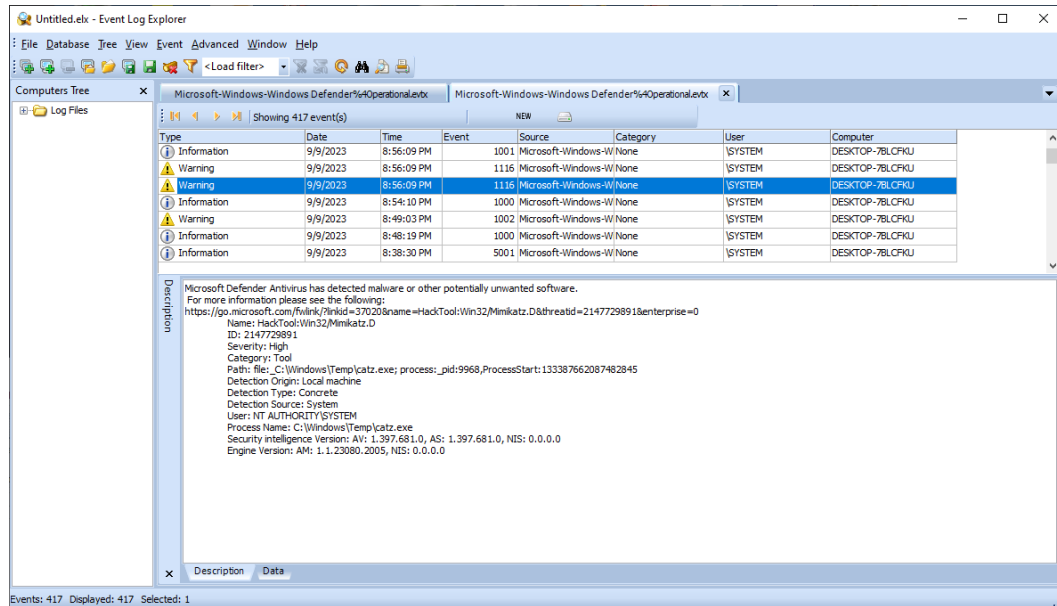 Untitled.elx - Event Log Explorer
File Database Tree View Event Advanced Window Help
<Load filter>
Computers Tree x
Log Files
Microsoft-Windows-Windows Defender%4Operational.evtx Microsoft-Windows-Windows Defender%4Operational.evtx x
Showing 417 event(s) NEW
Type Date Time Event Source Category User Computer
Information 9/9/2023 8:56:09 PM 1001 Microsoft-Windows-W None \SYSTEM DESKTOP-7BLCFKU
Warning 9/9/2023 8:56:09 PM 1116 Microsoft-Windows-W None \SYSTEM DESKTOP-7BLCFKU
Warning 9/9/2023 8:56:09 PM 1116 Microsoft-Windows-W None \SYSTEM DESKTOP-7BLCFKU
Information 9/9/2023 8:54:10 PM 1000 Microsoft-Windows-W None \SYSTEM DESKTOP-7BLCFKU
Warning 9/9/2023 8:49:03 PM 1002 Microsoft-Windows-W None \SYSTEM DESKTOP-7BLCFKU
Information 9/9/2023 8:48:19 PM 1000 Microsoft-Windows-W None \SYSTEM DESKTOP-7BLCFKU
Information 9/9/2023 8:38:30 PM 5001 Microsoft-Windows-W None \SYSTEM DESKTOP-7BLCFKU
Description
Microsoft Defender Antivirus has detected malware or other potentially unwanted software.
For more information please see the following:
https://go.microsoft.com/fwlink/?linkid=37020&name=HackTool:Win32/Mimikatz.D&threatid=2147729891&enterprise=0
Name: HackTool:Win32/Mimikatz.D
ID: 2147729891
Severity: High
Category: Tool
Path: file:_C:\Windows\Temp\catz.exe; process:_pid:9968,ProcessStart:133387662087482845
Detection Origin: Local machine
Detection Type: Concrete
Detection Source: System
User: NT AUTHORITY\SYSTEM
Process Name: C:\Windows\Temp\catz.exe
Security intelligence Version: AV: 1.397.681.0, AS: 1.397.681.0, NIS: 0.0.0.0
Engine Version: AM: 1.1.23080.2005, NIS: 0.0.0.0
x Description Data
Events: 417 Displayed: 417 Selected: 1